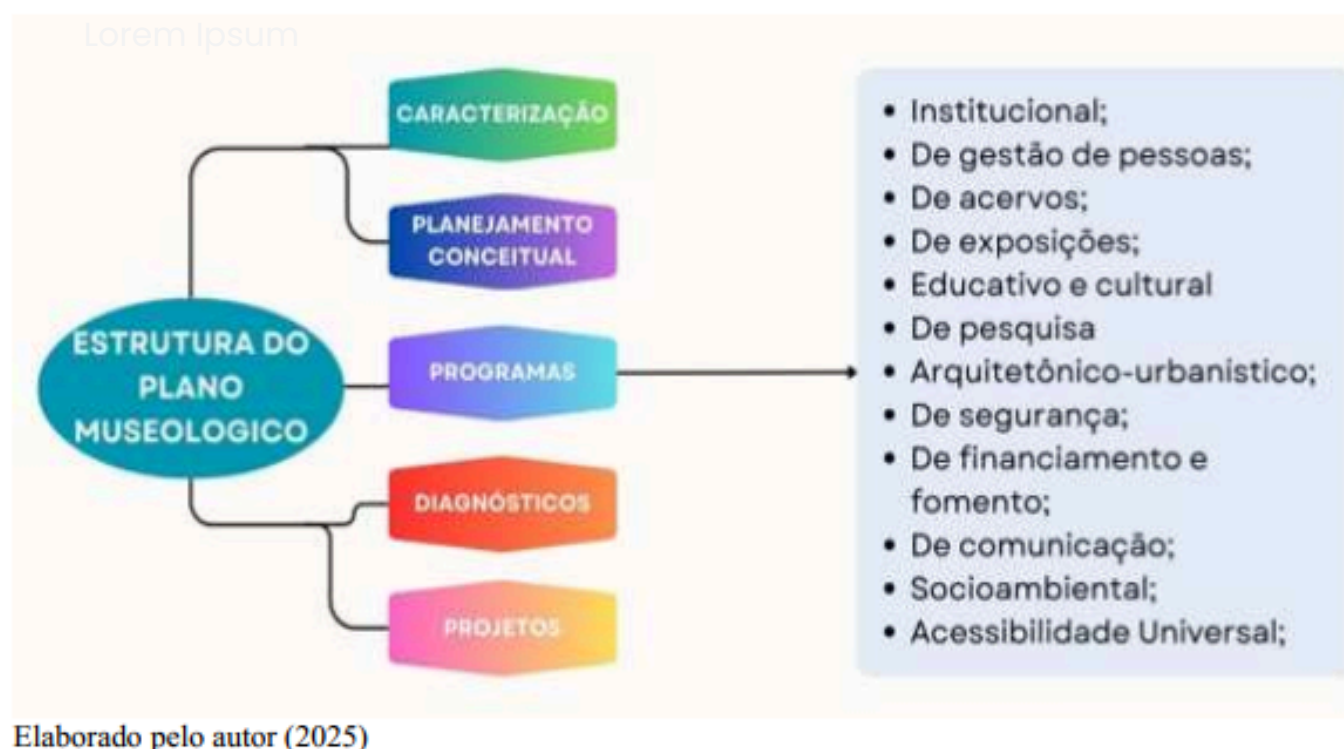 Lorem Ipsum
ESTRUTURA DO
PLANO
MUSEOLOGICO
CARACTERIZAÇÃO
PLANEJAMENTO
CONCEITUAL
PROGRAMAS
DIAGNÓSTICOS
PROJETOS
• Institucional;
• De gestão de pessoas;
• De acervos;
• De exposições;
• Educativo e cultural
• De pesquisa
• Arquitetônico-urbanistico;
• De segurança;
• De financiamento e
fomento;
• De comunicação;
• Socioambiental;
• Acessibilidade Universal;
Elaborado pelo autor (2025)